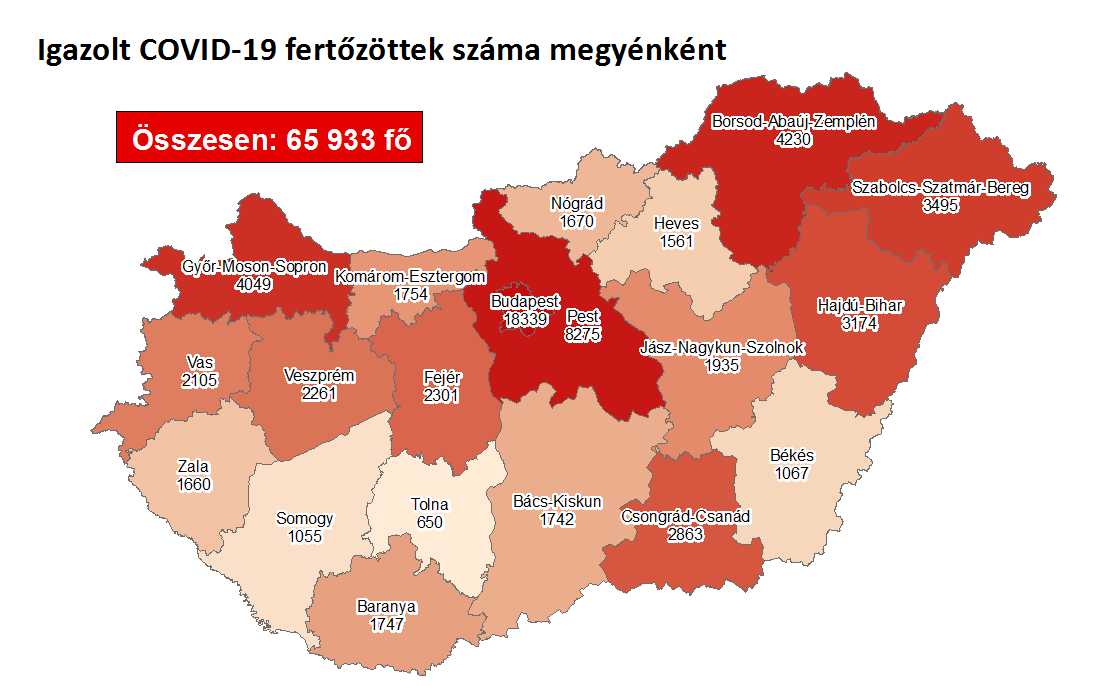 Igazolt COVID-19 fertőzöttek száma megyénként
Összesen: 65 933 fő
Borsod-Abaúj-Zemplén
4230
Szabolcs-Szatmár-Bereg
3495
Nógrád
1670
Heves
1561
Győr-Moson-Sopron
4049
Komárom-Esztergom
1754
Budapest
18339
Pest
8275
Hajdú-Bihar
3174
Jász-Nagykun-Szolnok
1935
Vas
2105
Veszprém
2261
Fejér
2301
Zala
1660
Békés
1067
Somogy
1055
Tolna
650
Bács-Kiskun
1742
Csongrád-Csanád
2863
Baranya
1747